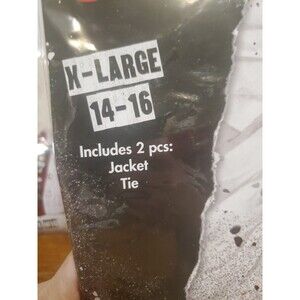 X-LARGE
14-16
Includes 2 pcs:
Jacket
Tie